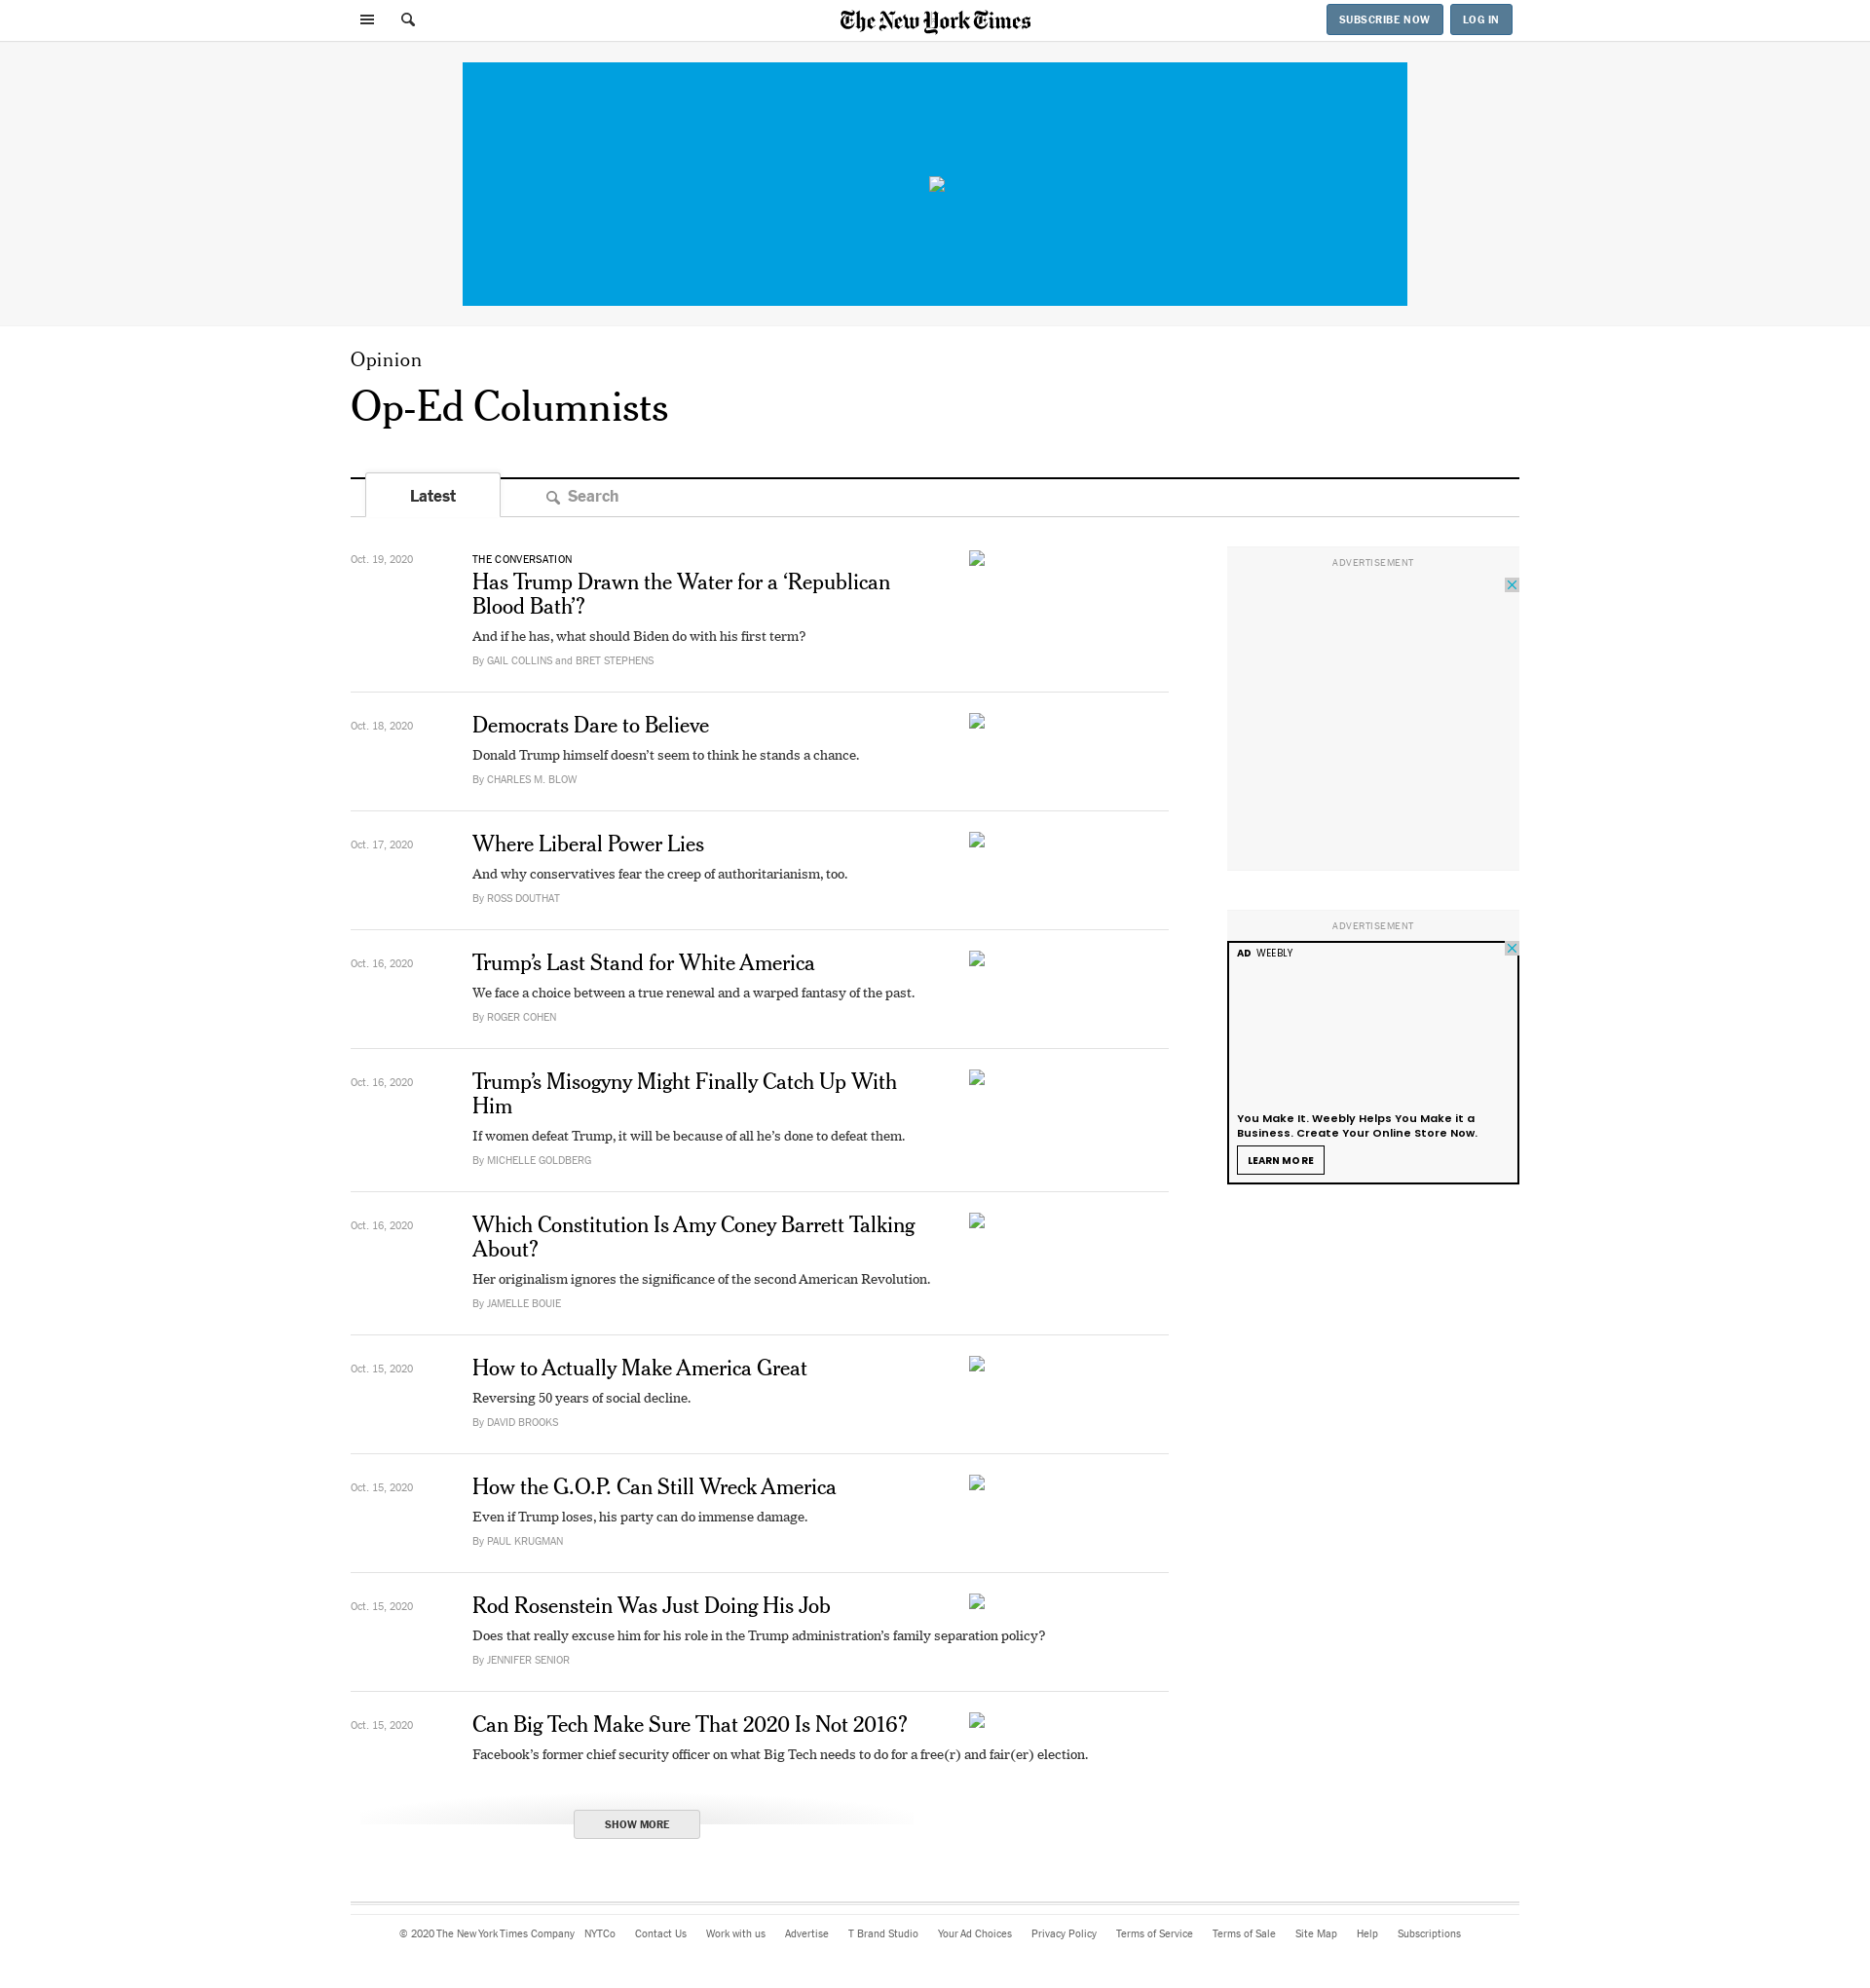 The New York Times
SUBSCRIBE NOW
LOG IN
Opinion
Op-Ed Columnists
Latest
Search
Oct. 19, 2020
THE CONVERSATION
Has Trump Drawn the Water for a ‘Republican
Blood Bath’?
And if he has, what should Biden do with his first term?
By GAIL COLLINS and BRET STEPHENS
Oct. 18, 2020
Democrats Dare to Believe
Donald Trump himself doesn’t seem to think he stands a chance.
By CHARLES M. BLOW
Oct. 17, 2020
Where Liberal Power Lies
And why conservatives fear the creep of authoritarianism, too.
By ROSS DOUTHAT
Oct. 16, 2020
Trump’s Last Stand for White America
We face a choice between a true renewal and a warped fantasy of the past.
By ROGER COHEN
Oct. 16, 2020
Trump’s Misogyny Might Finally Catch Up With
Him
If women defeat Trump, it will be because of all he’s done to defeat them.
By MICHELLE GOLDBERG
Oct. 16, 2020
Which Constitution Is Amy Coney Barrett Talking
About?
Her originalism ignores the significance of the second American Revolution.
By JAMELLE BOUIE
Oct. 15, 2020
How to Actually Make America Great
Reversing 50 years of social decline.
By DAVID BROOKS
Oct. 15, 2020
How the G.O.P. Can Still Wreck America
Even if Trump loses, his party can do immense damage.
By PAUL KRUGMAN
Oct. 15, 2020
Rod Rosenstein Was Just Doing His Job
Does that really excuse him for his role in the Trump administration’s family separation policy?
By JENNIFER SENIOR
Oct. 15, 2020
Can Big Tech Make Sure That 2020 Is Not 2016?
Facebook’s former chief security officer on what Big Tech needs to do for a free(r) and fair(er) election.
SHOW MORE
ADVERTISEMENT
ADVERTISEMENT
AD WEEBLY
You Make It. Weebly Helps You Make it a
Business. Create Your Online Store Now.
LEARN MORE
© 2020 The New York Times Company NYTCo Contact Us Work with us Advertise T Brand Studio Your Ad Choices Privacy Policy Terms of Service Terms of Sale Site Map Help Subscriptions